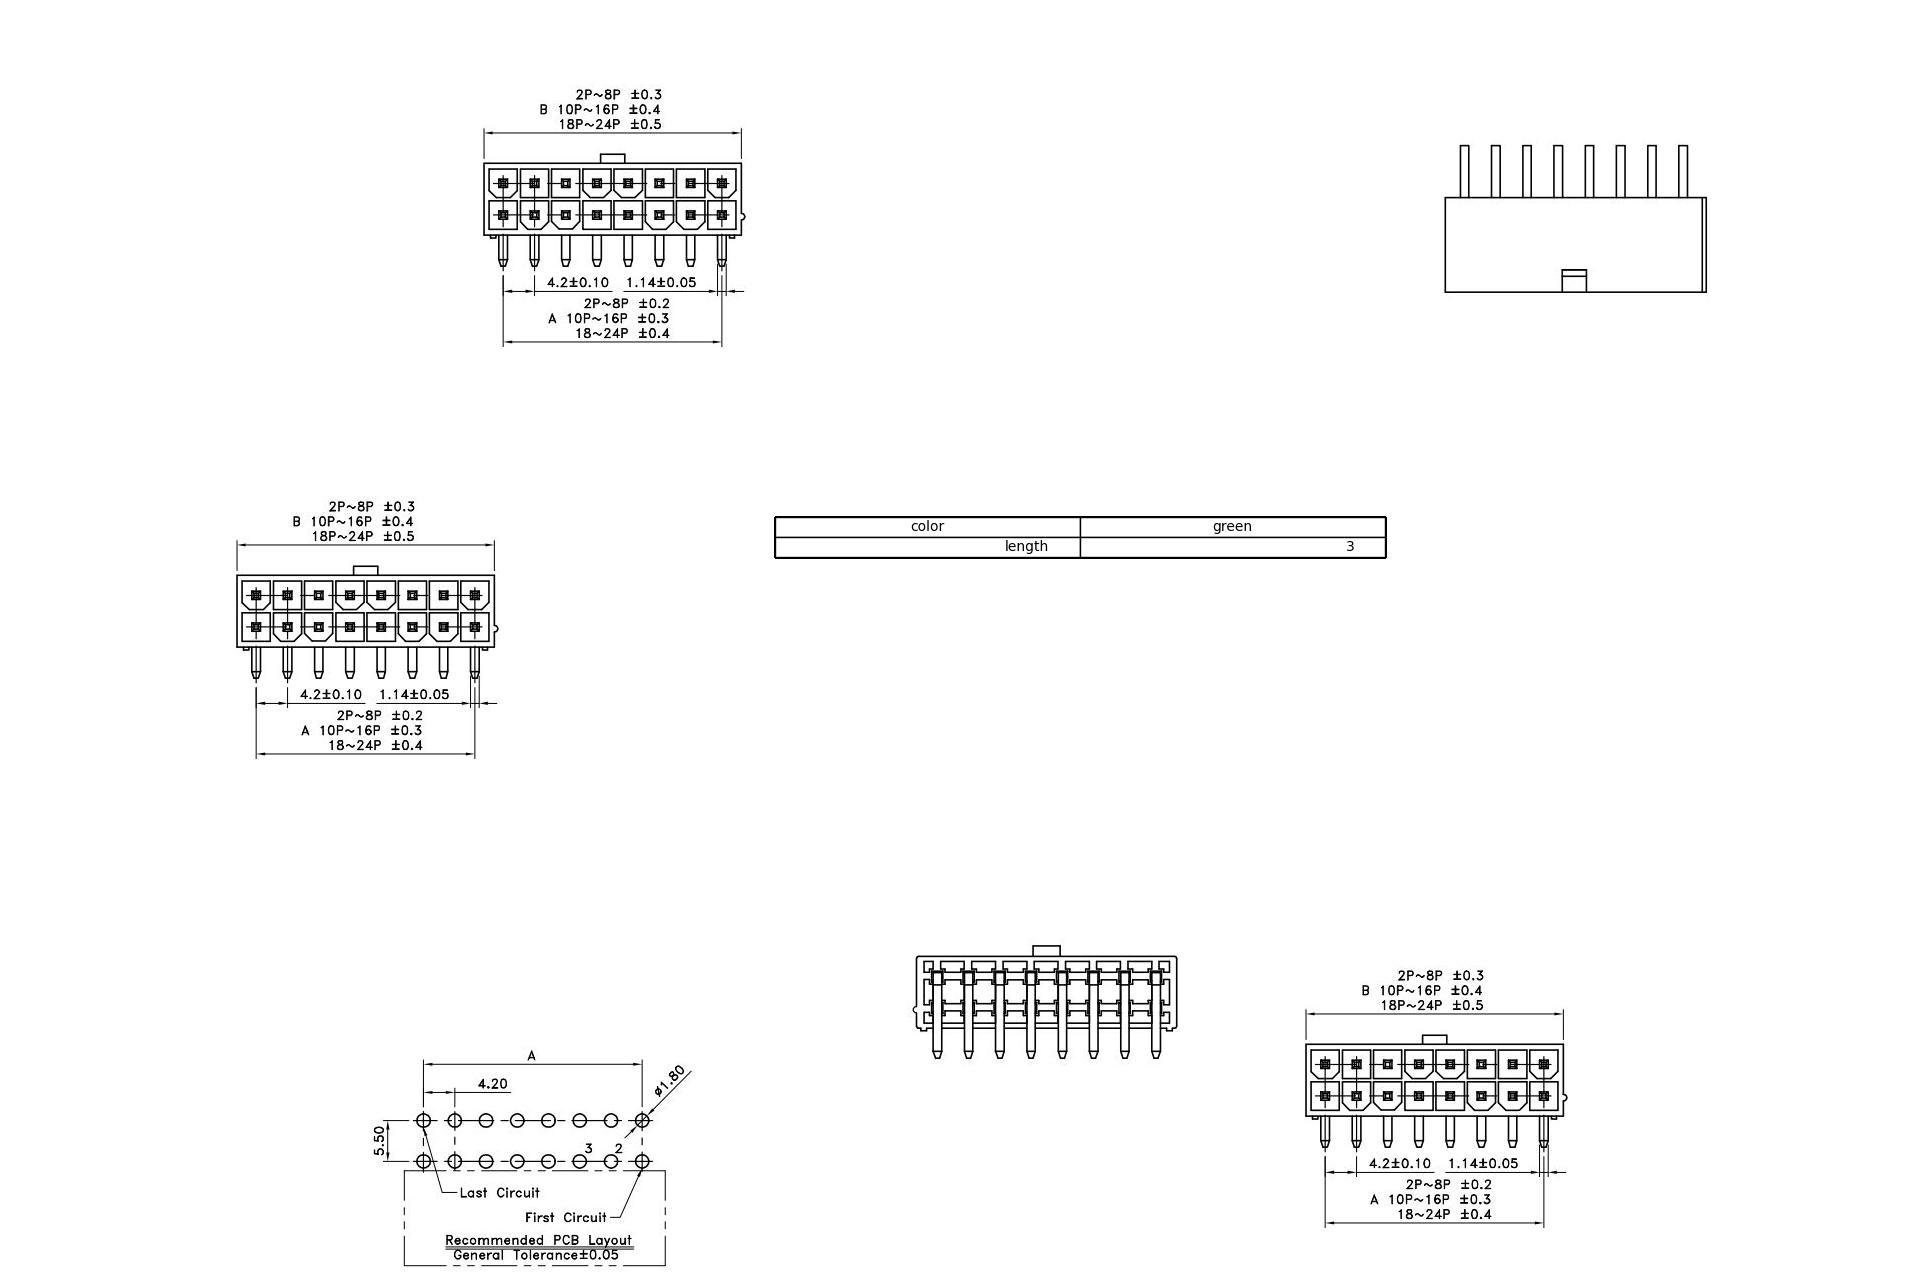 2P~8P ±0.3
B 10P~16P ±0.4
18P~24P ±0.5
4.2±0.10 1.14±0.05
2P~8P ±0.2
A 10P~16P ±0.3
18~24P ±0.4
2P~8P ±0.3
B 10P~16P ±0.4
18P~24P ±0.5
4.2±0.10 1.14±0.05
2P~8P ±0.2
A 10P~16P ±0.3
18~24P ±0.4
color green
length 3
A
4.20
ø1.80
5.50
3 2
Last Circuit
First Circuit
Recommended PCB Layout
General Tolerance±0.05
2P~8P ±0.3
B 10P~16P ±0.4
18P~24P ±0.5
4.2±0.10 1.14±0.05
2P~8P ±0.2
A 10P~16P ±0.3
18~24P ±0.4